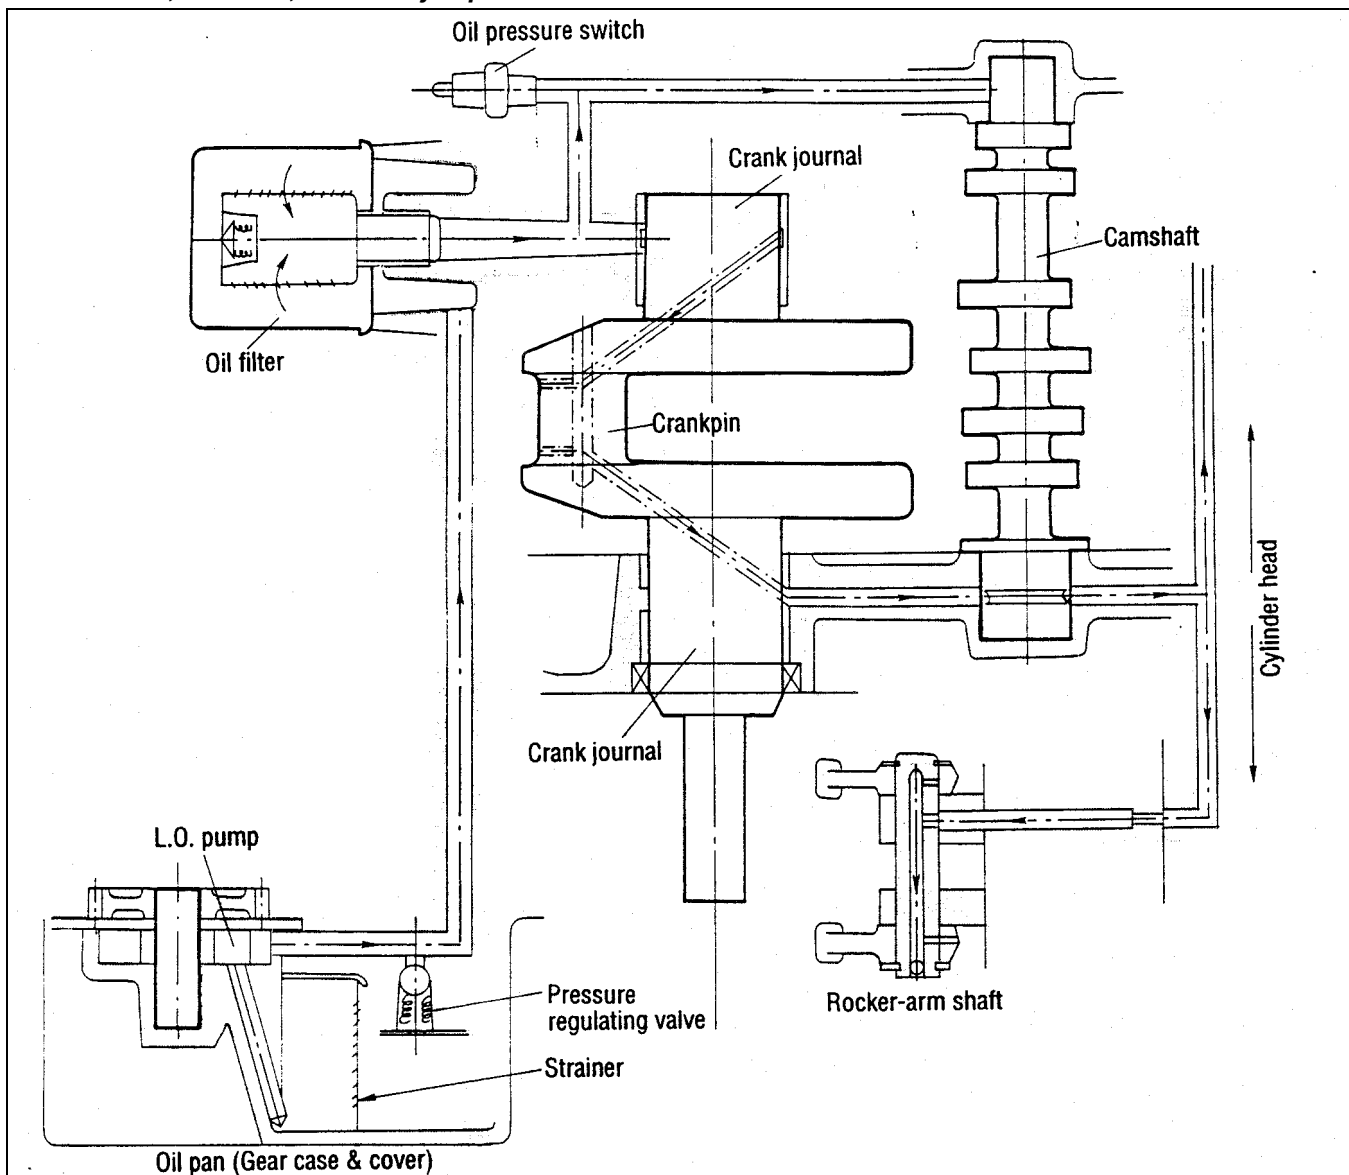 Oil pressure switch
Crank journal
Camshaft
Oil filter
Crankpin
Cylinder head
Crank journal
L.O. pump
Pressure
regulating valve
Rocker-arm shaft
Strainer
Oil pan (Gear case & cover)